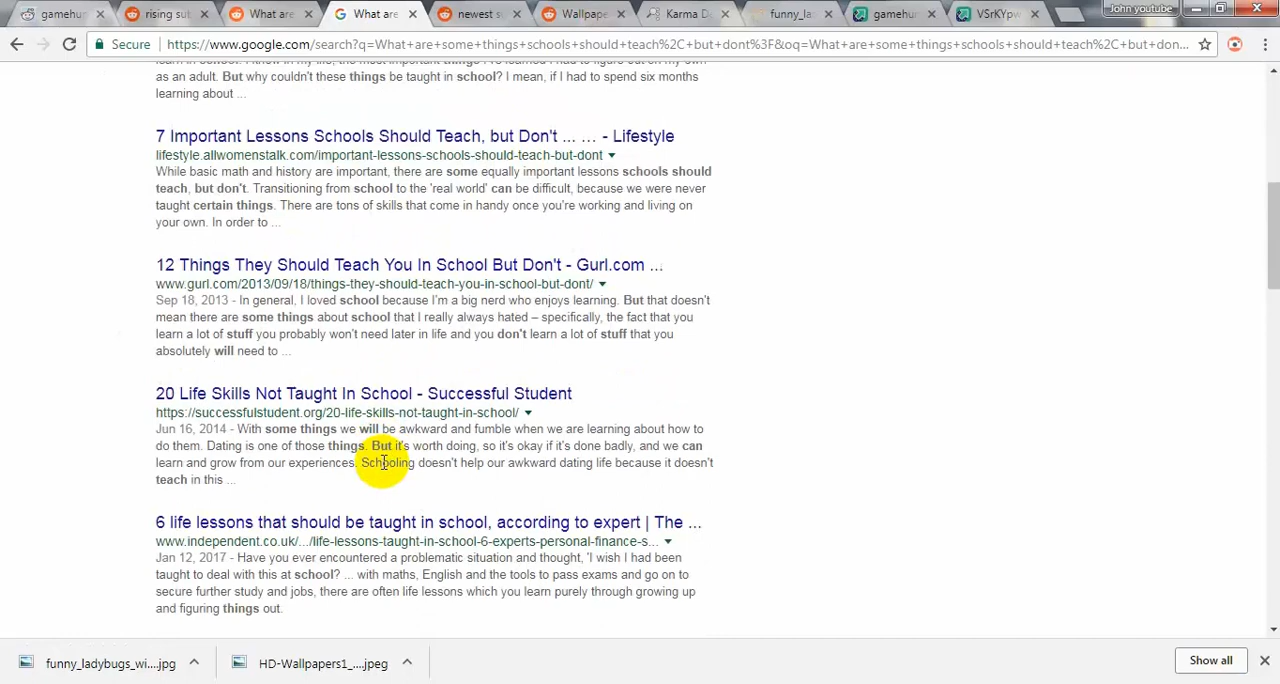 gamehur
rising sut
What are
What are
newest s
Wallpape
Karma D
funny_la
gamehur
VSrKYpw
John youtube
Secure
https://www.google.com/search?q=What+are+some+things+schools+should+teach%2C+but+dont%3F&oq=What+are+some+things+schools+should+teach%2C+but+don...
as an adult. But why couldn't these things be taught in school? I mean, if I had to spend six months
learning about ...
7 Important Lessons Schools Should Teach, but Don't ... ... - Lifestyle
lifestyle.allwomenstalk.com/important-lessons-schools-should-teach-but-dont
While basic math and history are important, there are some equally important lessons schools should
teach, but don't. Transitioning from school to the 'real world' can be difficult, because we were never
taught certain things. There are tons of skills that come in handy once you're working and living on
your own. In order to ...
12 Things They Should Teach You In School But Don't - Gurl.com ...
www.gurl.com/2013/09/18/things-they-should-teach-you-in-school-but-dont/
Sep 18, 2013 - In general, I loved school because I'm a big nerd who enjoys learning. But that doesn't
mean there are some things about school that I really always hated – specifically, the fact that you
learn a lot of stuff you probably won't need later in life and you don't learn a lot of stuff that you
absolutely will need to ...
20 Life Skills Not Taught In School - Successful Student
https://successfulstudent.org/20-life-skills-not-taught-in-school/
Jun 16, 2014 - With some things we will be awkward and fumble when we are learning about how to
do them. Dating is one of those things. But it's worth doing, so it's okay if it's done badly, and we can
learn and grow from our experiences. Schooling doesn't help our awkward dating life because it doesn't
teach in this ...
6 life lessons that should be taught in school, according to expert | The ...
www.independent.co.uk/.../life-lessons-taught-in-school-6-experts-personal-finance-s...
Jan 12, 2017 - Have you ever encountered a problematic situation and thought, 'I wish I had been
taught to deal with this at school? ... with maths, English and the tools to pass exams and go on to
secure further study and jobs, there are often life lessons which you learn purely through growing up
and figuring things out.
funny_ladybugs_wi....jpg
HD-Wallpapers1_....jpeg
Show all